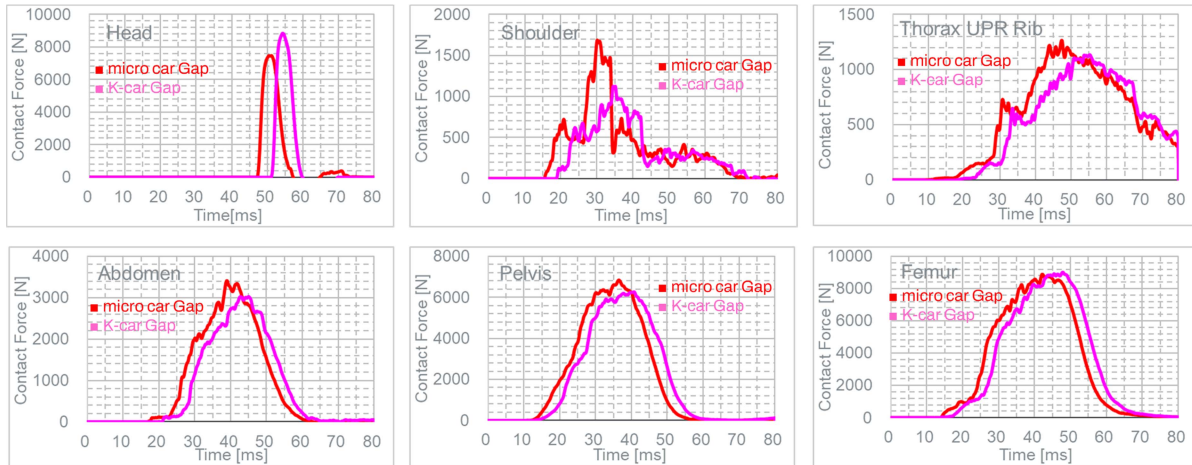 Head
Contact Force [N]
10000
8000
6000
4000
2000
0
micro car Gap
K-car Gap
0 10 20 30 40 50 60 70 80
Time[ms]
Shoulder
Contact Force [N]
2000
1500
1000
500
0
micro car Gap
K-car Gap
0 10 20 30 40 50 60 70 80
Time[ms]
Thorax UPR Rib
Contact Force [N]
1500
1000
500
0
micro car Gap
K-car Gap
0 10 20 30 40 50 60 70 80
Time [ms]
Abdomen
Contact Force [N]
4000
3000
2000
1000
0
micro car Gap
K-car Gap
0 10 20 30 40 50 60 70 80
Time [ms]
Pelvis
Contact Force [N]
8000
6000
4000
2000
0
micro car Gap
K-car Gap
0 10 20 30 40 50 60 70 80
Time [ms]
Femur
Contact Force [N]
10000
8000
6000
4000
2000
0
micro car Gap
K-car Gap
0 10 20 30 40 50 60 70 80
Time [ms]